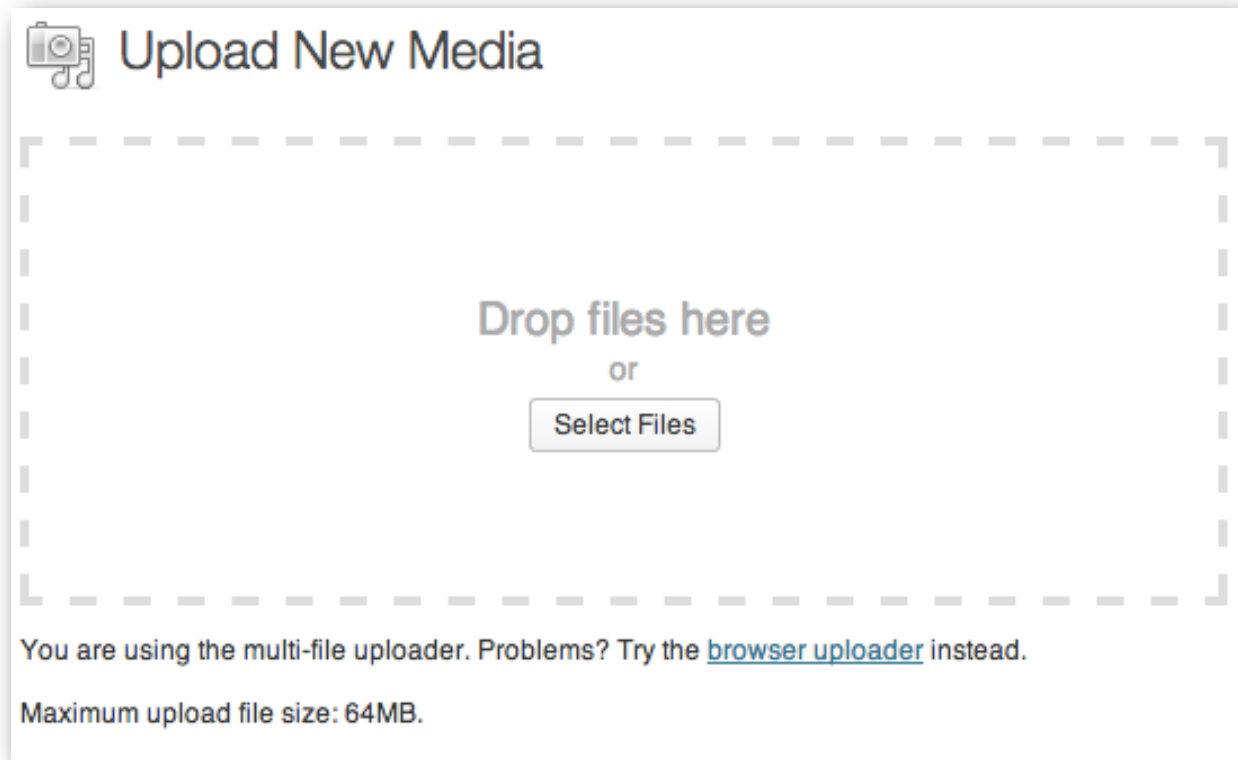 Upload New Media
Drop files here
or
Select Files
You are using the multi-file uploader. Problems? Try the browser uploader instead.
Maximum upload file size: 64MB.